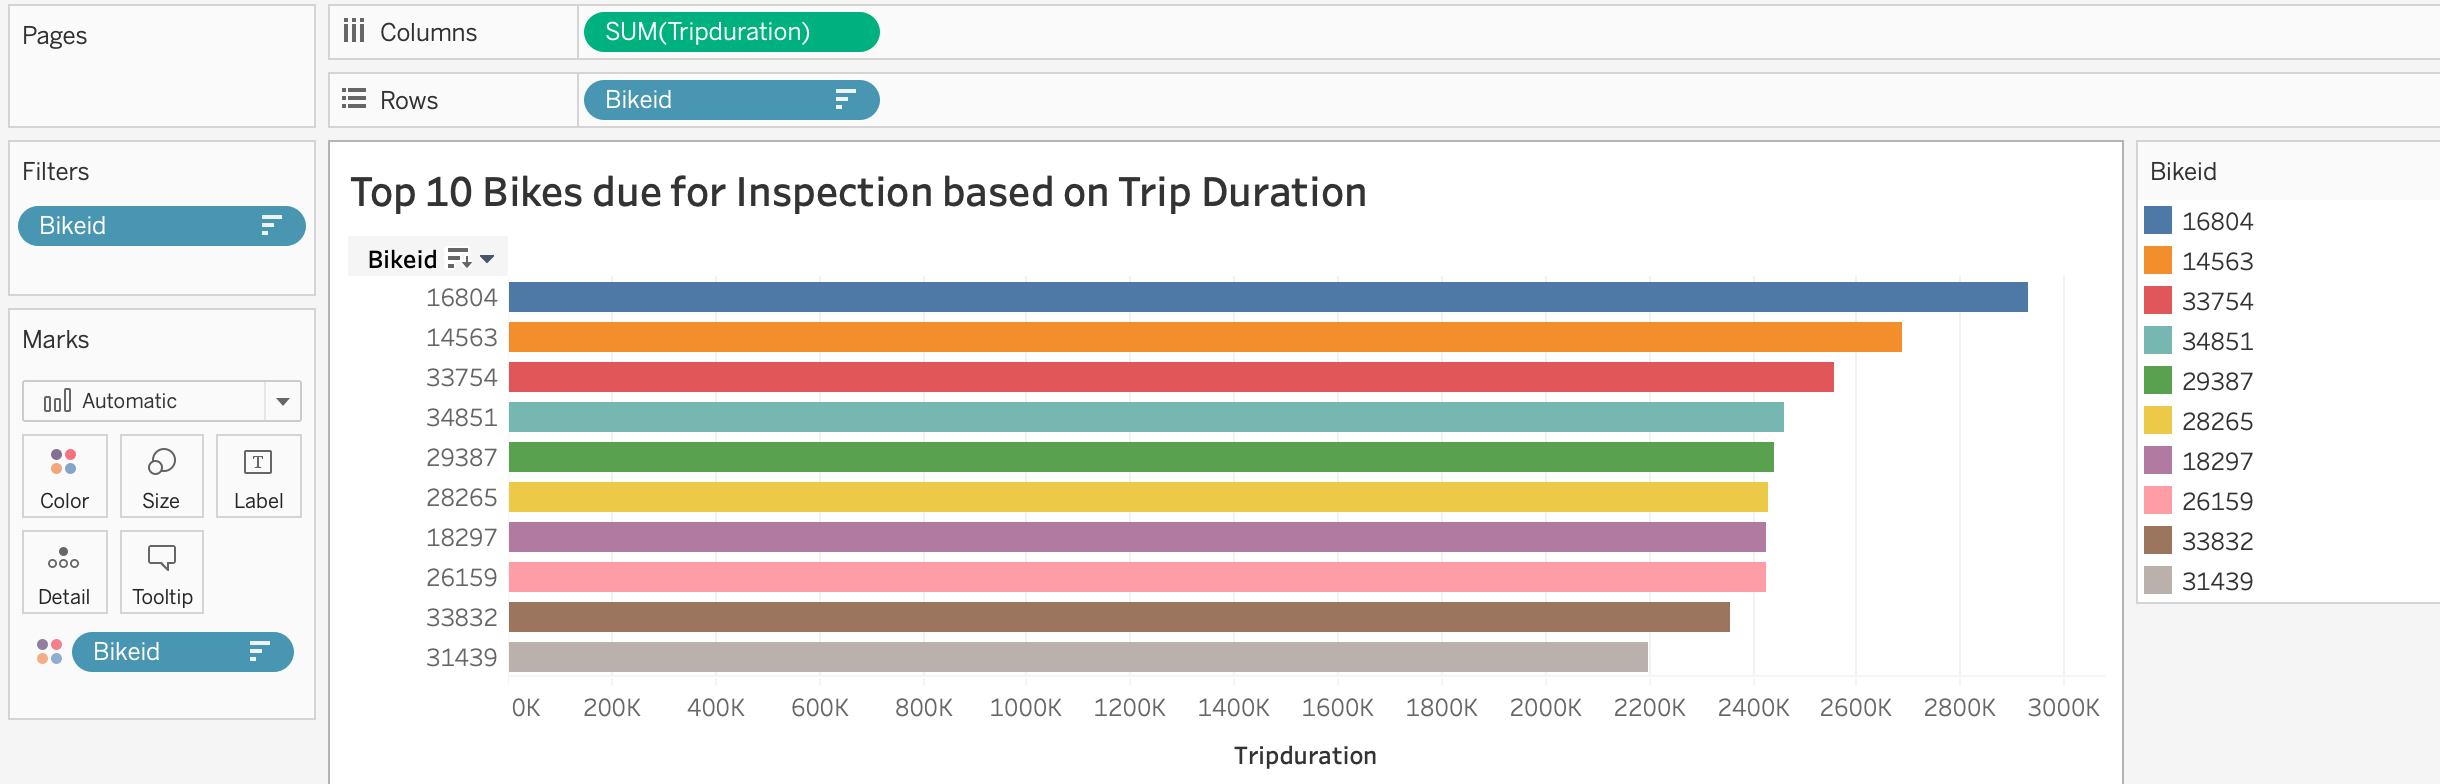 Pages
Columns
SUM(Tripduration)
Rows
Bikeid
Filters
Bikeid
Marks
Automatic
Color
Size
T
Label
Detail
Tooltip
Bikeid
Top 10 Bikes due for Inspection based on Trip Duration
Bikeid
16804
14563
33754
34851
29387
28265
18297
26159
33832
31439
0K 200K 400K 600K 800K 1000K 1200K 1400K 1600K 1800K 2000K 2200K 2400K 2600K 2800K 3000K
Tripduration
Bikeid
16804
14563
33754
34851
29387
28265
18297
26159
33832
31439